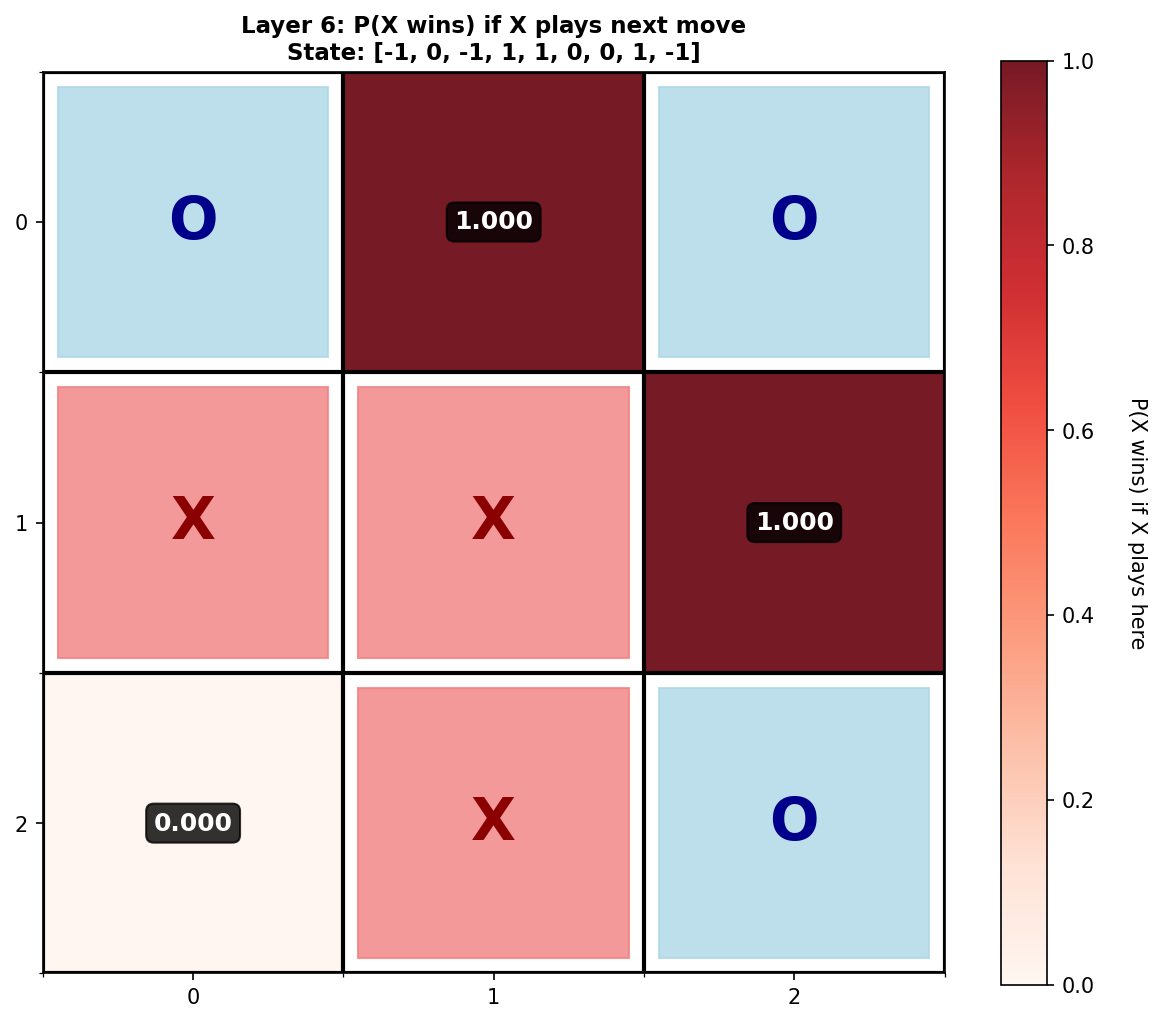 Layer 6: P(X wins) if X plays next move
State: [-1, 0, -1, 1, 1, 0, 0, 1, -1]
0
O
1.000
O
1
X
X
1.000
2
0.000
X
O
0
1
2
1.0
0.8
0.6
0.4
0.2
0.0
P(X wins) if X plays here